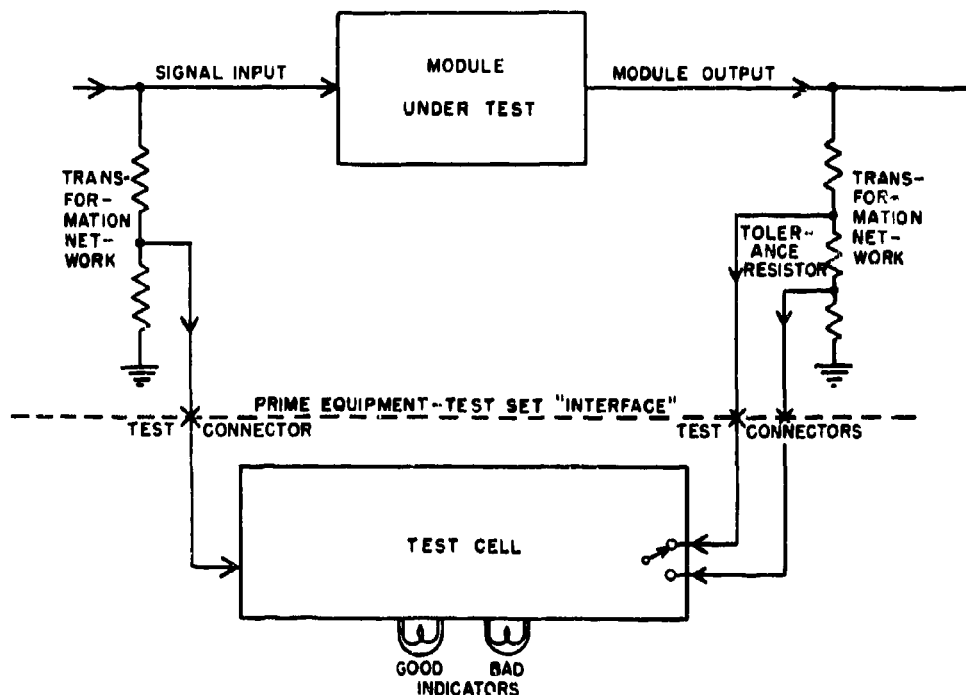 SIGNAL INPUT
MODULE
UNDER TEST
MODULE OUTPUT
TRANS-
FOR-
MATION
NET-
WORK
TOLER-
ANCE
RESISTOR
TRANS-
FOR-
MATION
NET-
WORK
PRIME EQUIPMENT-TEST SET "INTERFACE"
TEST CONNECTOR
TEST CONNECTORS
TEST CELL
GOOD BAD
INDICATORS